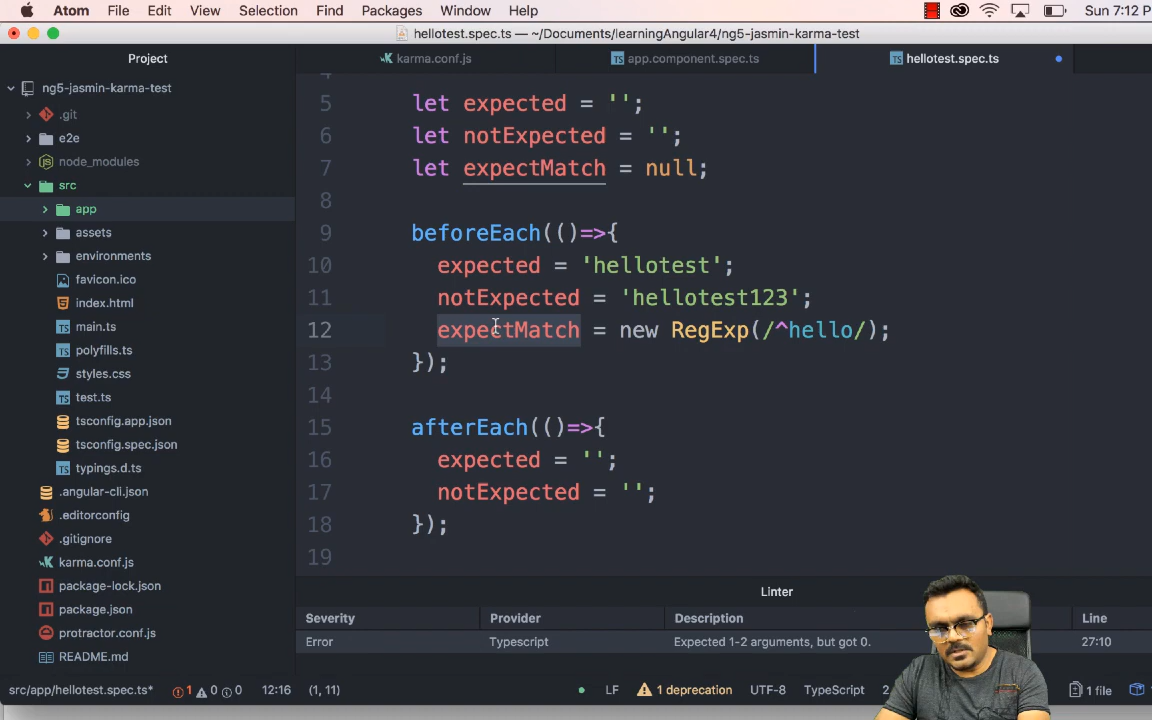 Atom File Edit View Selection Find Packages Window Help Sun 7:12 P
hellotest.spec.ts — ~/Documents/learningAngular4/ng5-jasmin-karma-test
Project
karma.conf.js
app.component.spec.ts
hellotest.spec.ts
ng5-jasmin-karma-test
.git
e2e
node_modules
src
app
assets
environments
favicon.ico
index.html
main.ts
polyfills.ts
styles.css
test.ts
tsconfig.app.json
tsconfig.spec.json
typings.d.ts
.angular-cli.json
.editorconfig
.gitignore
karma.conf.js
package-lock.json
package.json
protractor.conf.js
README.md
5 let expected = '';
6 let notExpected = '';
7 let expectMatch = null;
8
9 beforeEach(()=>{
10 expected = 'hellotest';
11 notExpected = 'hellotest123';
12 expectMatch = new RegExp(/^hello/);
13 });
14
15 afterEach(()=>{
16 expected = '';
17 notExpected = '';
18 });
19
Linter
Severity Provider Description Line
Error Typescript Expected 1-2 arguments, but got 0. 27:10
src/app/hellotest.spec.ts* 1 0 0 12:16 (1, 11) LF 1 deprecation UTF-8 TypeScript 2 1 file